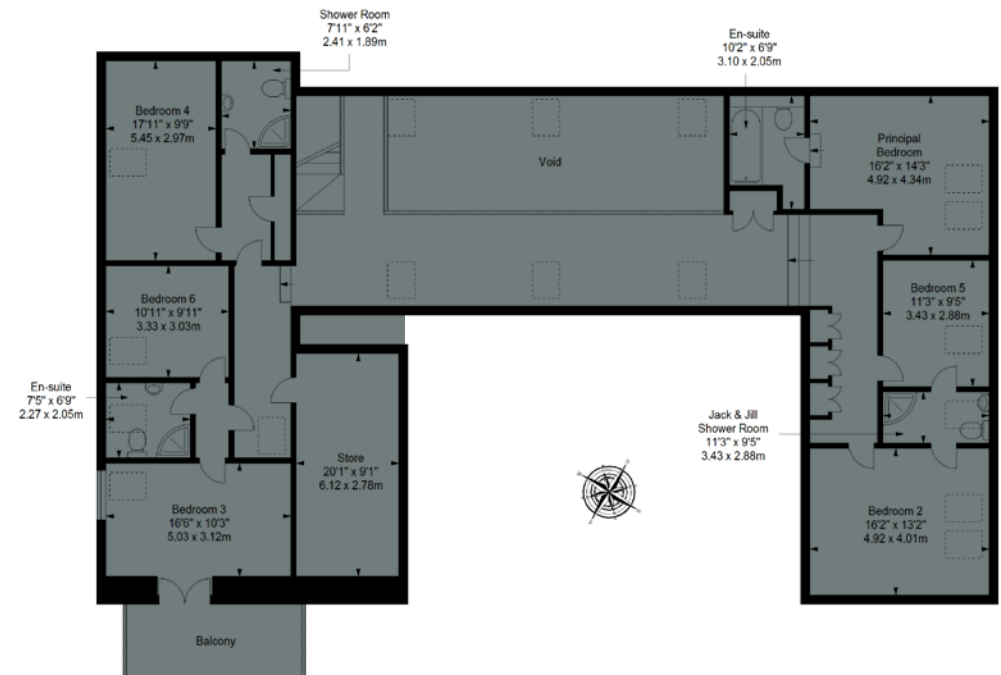 Shower Room
7'11" x 6'2"
2.41 x 1.89m
En-suite
10'2" x 6'9"
3.10 x 2.05m
Bedroom 4
17'11" x 9'9"
5.45 x 2.97m
Void
Principal
Bedroom
16'2" x 14'3"
4.92 x 4.34m
Bedroom 6
10'11" x 9'11"
3.33 x 3.03m
Bedroom 5
11'3" x 9'5"
3.43 x 2.88m
En-suite
7'5" x 6'9"
2.27 x 2.05m
Jack & Jill
Shower Room
11'3" x 9'5"
3.43 x 2.88m
Store
20'1" x 9'1"
6.12 x 2.78m
Bedroom 3
16'6" x 10'3"
5.03 x 3.12m
Bedroom 2
16'2" x 13'2"
4.92 x 4.01m
Balcony